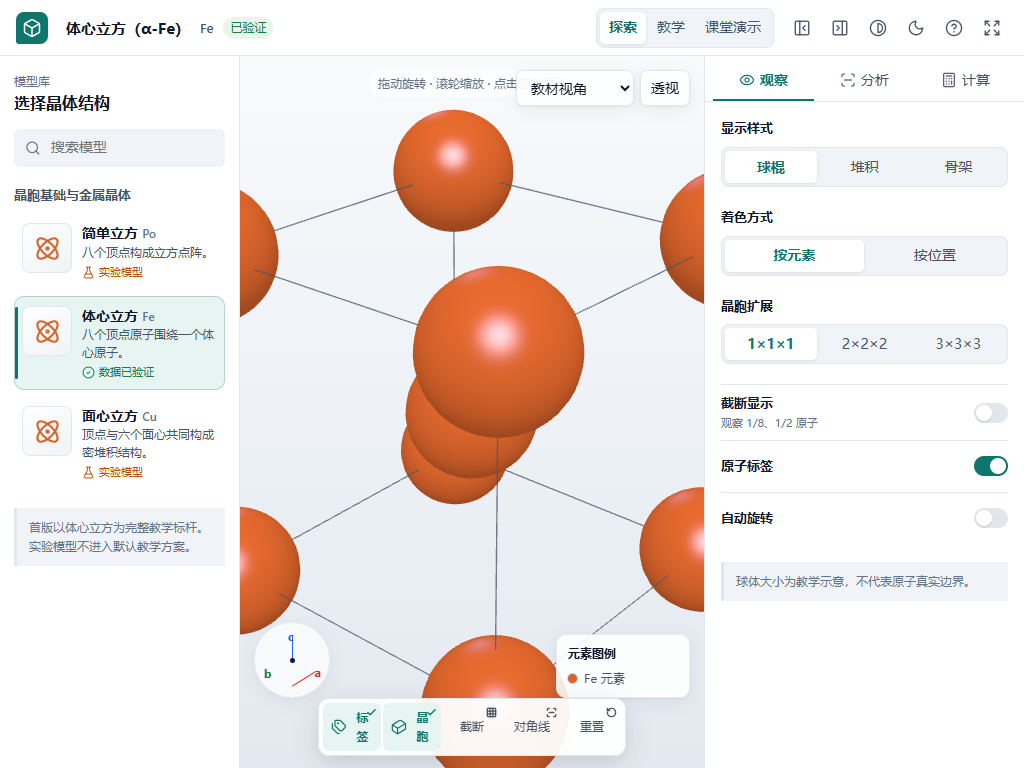 体心立方（α-Fe） Fe 已验证
探索 教学 课堂演示
模型库
选择晶体结构
搜索模型
晶胞基础与金属晶体
简单立方 Po
八个顶点构成立方点阵。
实验模型
体心立方 Fe
八个顶点原子围绕一个体
心原子。
数据已验证
面心立方 Cu
顶点与六个面心共同构成
密堆积结构。
实验模型
首版以体心立方为完整教学标杆。
实验模型不进入默认教学方案。
拖动旋转 · 滚轮缩放 · 点击
教材视角 透视
c
b
a
元素图例
Fe 元素
标
签
晶
胞
截断 对角线 重置
观察 分析 计算
显示样式
球棍 堆积 骨架
着色方式
按元素 按位置
晶胞扩展
1×1×1 2×2×2 3×3×3
截断显示
观察 1/8、1/2 原子
原子标签
自动旋转
球体大小为教学示意，不代表原子真实边界。